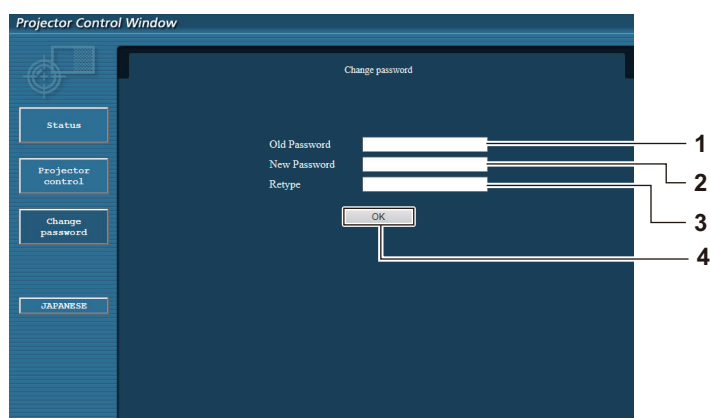 Projector Control Window
Change password
Status
Projector
control
Change
password
JAPANESE
Old Password
New Password
Retype
OK
1
2
3
4